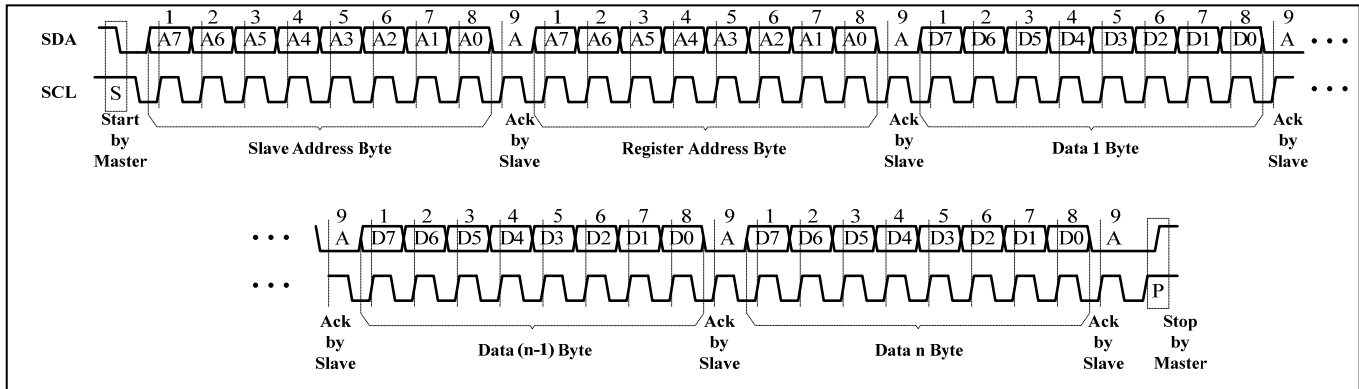 1 2 3 4 5 6 7 8 9 1 2 3 4 5 6 7 8 9 1 2 3 4 5 6 7 8 9
SDA A7 A6 A5 A4 A3 A2 A1 A0 A A7 A6 A5 A4 A3 A2 A1 A0 A D7 D6 D5 D4 D3 D2 D1 D0 A • • •
SCL S • • •
Start by Master
Slave Address Byte
Ack by Slave
Register Address Byte
Ack by Slave
Data 1 Byte
Ack by Slave
9 1 2 3 4 5 6 7 8 9 1 2 3 4 5 6 7 8 9
• • • A D7 D6 D5 D4 D3 D2 D1 D0 A D7 D6 D5 D4 D3 D2 D1 D0 A
• • • P
Ack by Slave
Data (n-1) Byte
Ack by Slave
Data n Byte
Ack by Slave
Stop by Master